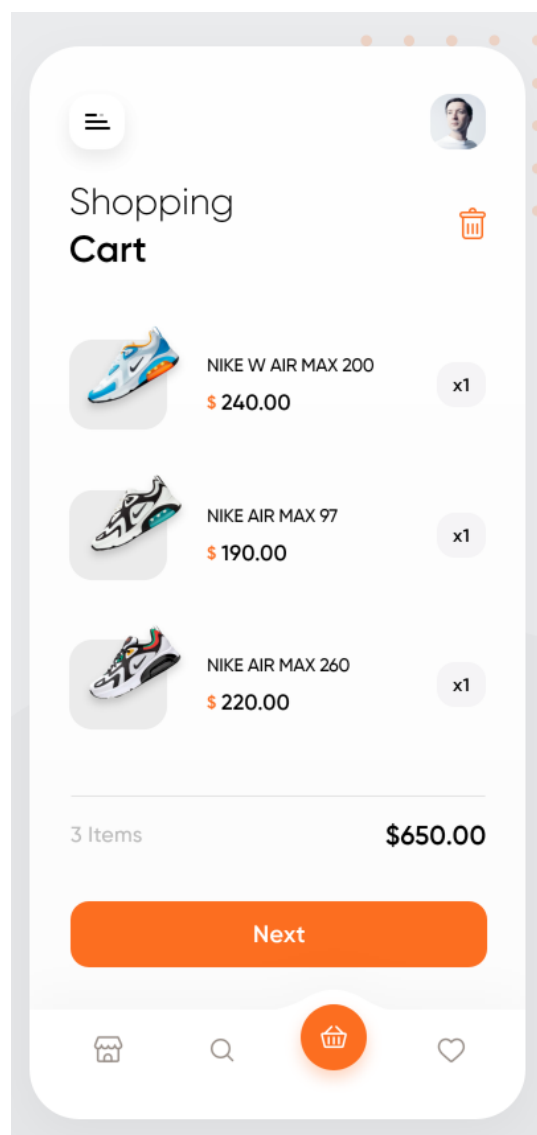 Shopping
Cart
NIKE W AIR MAX 200
$ 240.00
x1
NIKE AIR MAX 97
$ 190.00
x1
NIKE AIR MAX 260
$ 220.00
x1
3 Items
$650.00
Next